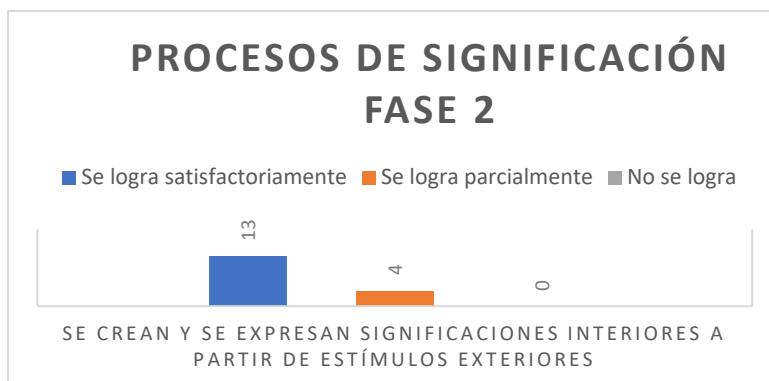 PROCESOS DE SIGNIFICACIÓN
FASE 2
Se logra satisfactoriamente Se logra parcialmente No se logra
13
4
0
SE CREAN Y SE EXPRESAN SIGNIFICACIONES INTERIORES A
PARTIR DE ESTÍMULOS EXTERIORES